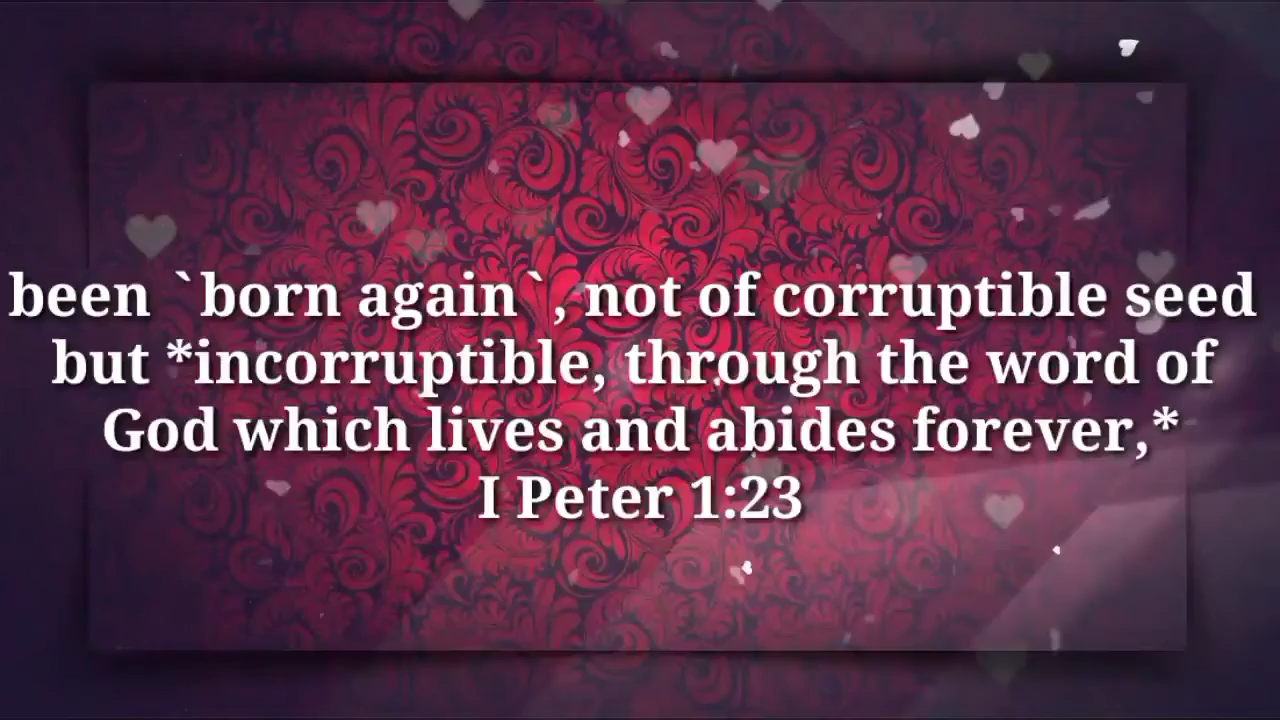 been `born again`, not of corruptible seed
but *incorruptible, through the word of
God which lives and abides forever,*
I Peter 1:23